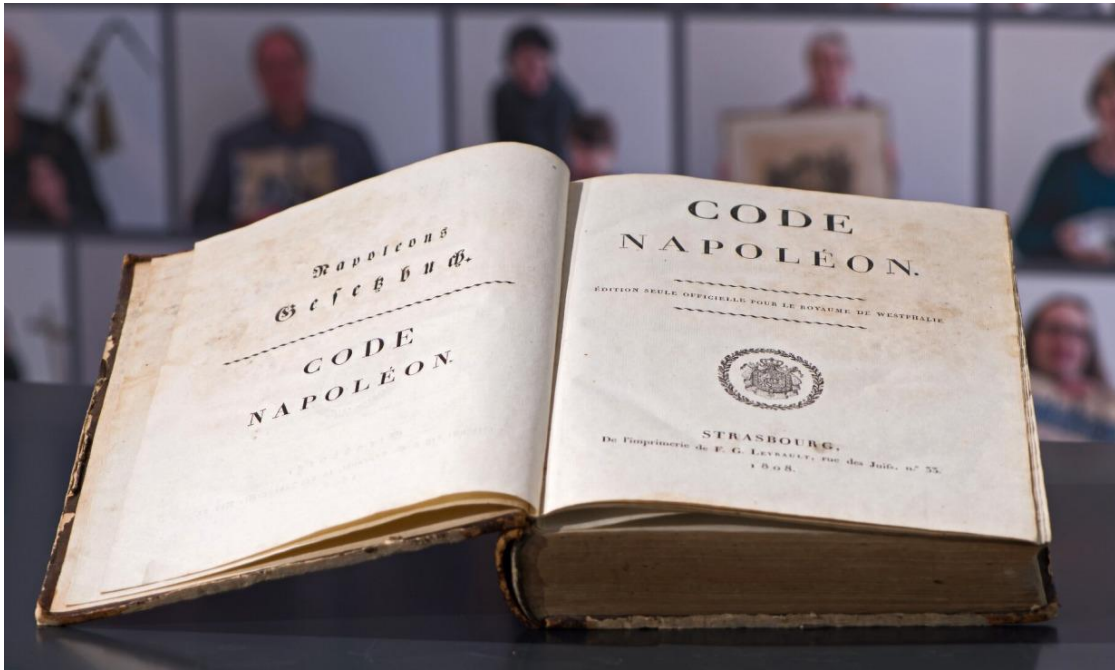 Napoleons
Gesetzbuch.
CODE
NAPOLÉON.
CODE
NAPOLÉON.
ÉDITION SEULE OFFICIELLE POUR LE ROYAUME DE WESTPHALIE
STRASBOURG,
De l'imprimerie de F. G. LEVRAULT, rue des Juifs, n.º 33.
1808.